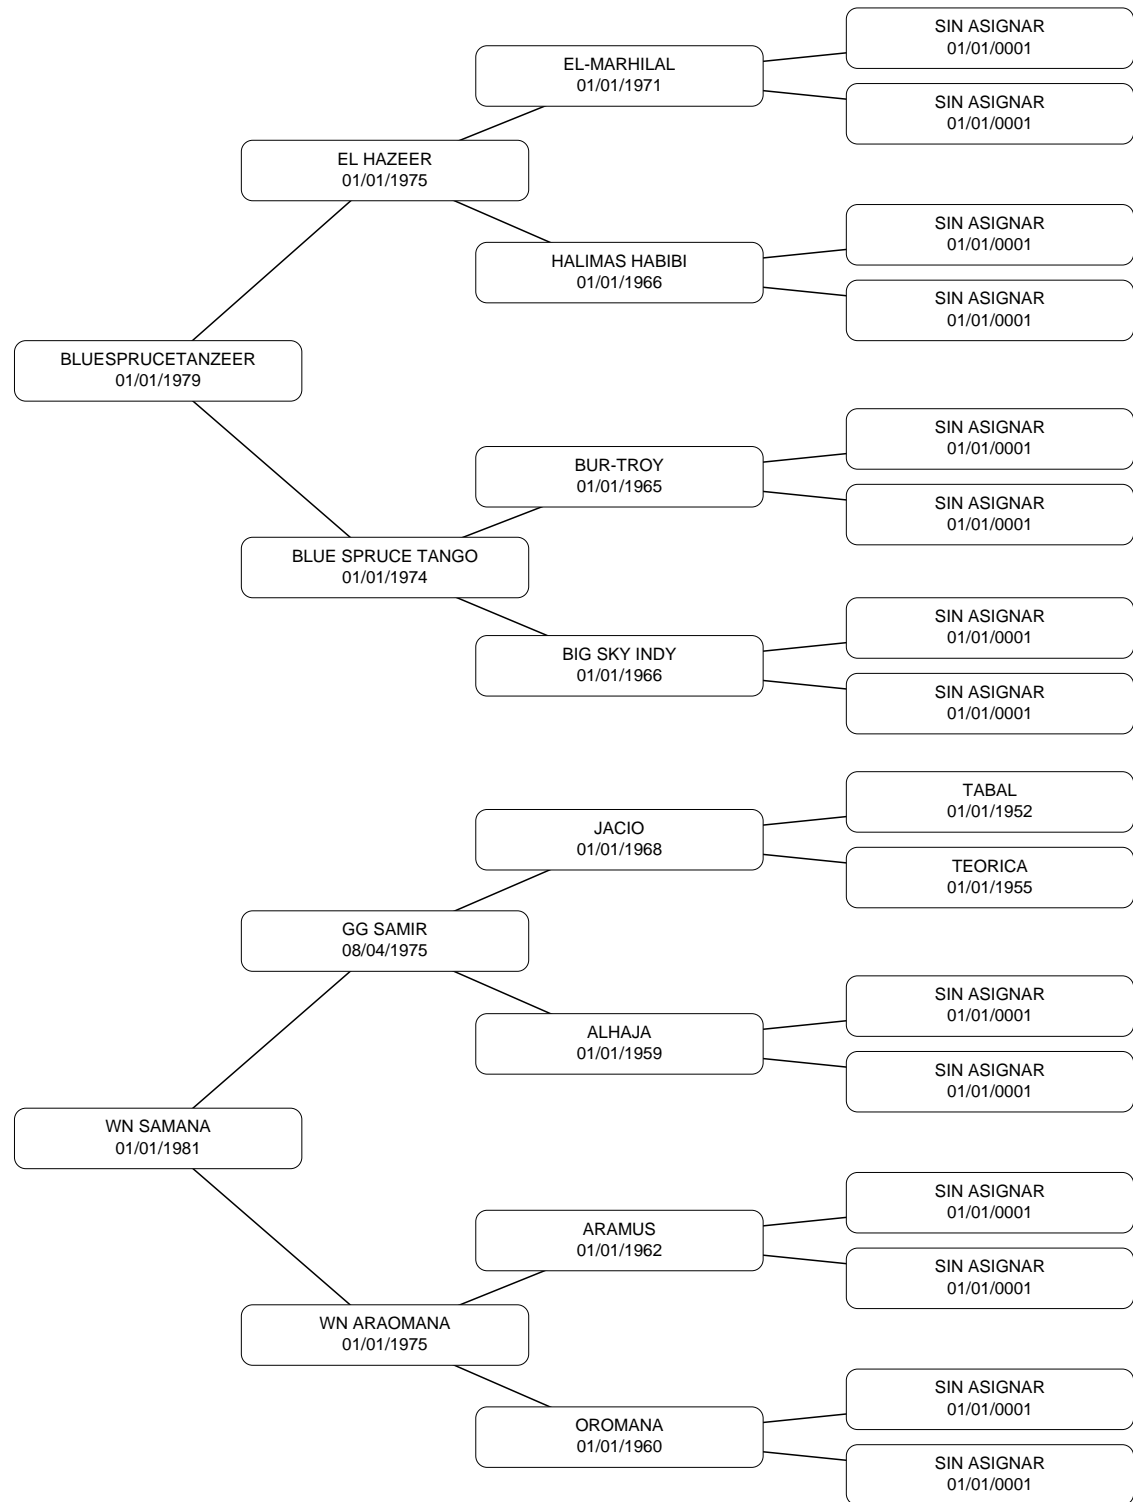 SIN ASIGNAR
01/01/0001
EL-MARHILAL
01/01/1971
SIN ASIGNAR
01/01/0001
EL HAZEER
01/01/1975
SIN ASIGNAR
01/01/0001
HALIMAS HABIBI
01/01/1966
SIN ASIGNAR
01/01/0001
BLUESPRUCETANZEER
01/01/1979
SIN ASIGNAR
01/01/0001
BUR-TROY
01/01/1965
SIN ASIGNAR
01/01/0001
BLUE SPRUCE TANGO
01/01/1974
SIN ASIGNAR
01/01/0001
BIG SKY INDY
01/01/1966
SIN ASIGNAR
01/01/0001
TABAL
01/01/1952
JACIO
01/01/1968
TEORICA
01/01/1955
GG SAMIR
08/04/1975
SIN ASIGNAR
01/01/0001
ALHAJA
01/01/1959
SIN ASIGNAR
01/01/0001
WN SAMANA
01/01/1981
SIN ASIGNAR
01/01/0001
ARAMUS
01/01/1962
SIN ASIGNAR
01/01/0001
WN ARAOMANA
01/01/1975
SIN ASIGNAR
01/01/0001
OROMANA
01/01/1960
SIN ASIGNAR
01/01/0001